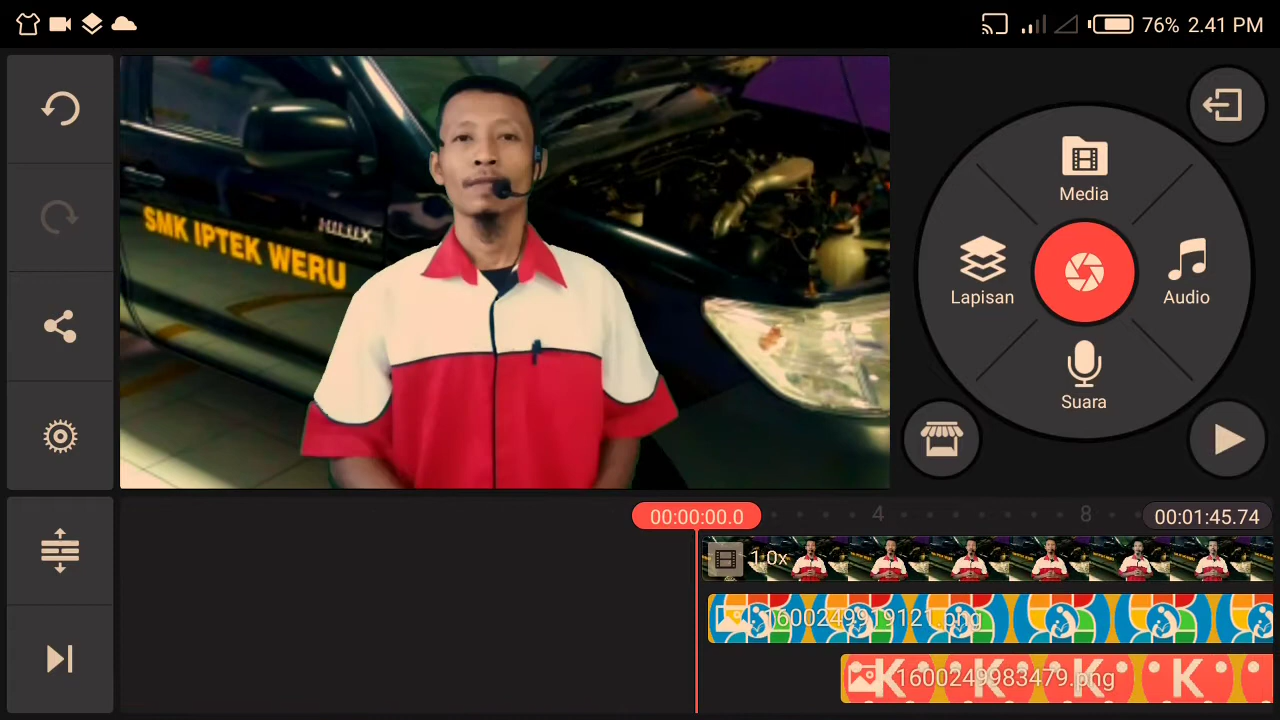 76% 2.41 PM
SMK IPTEK WERU
HILUX
Media
Lapisan
Audio
Suara
00:00:00.0
4
8
00:01:45.74
1.0x
1600249919121.png
K K K K
1600249983479.png